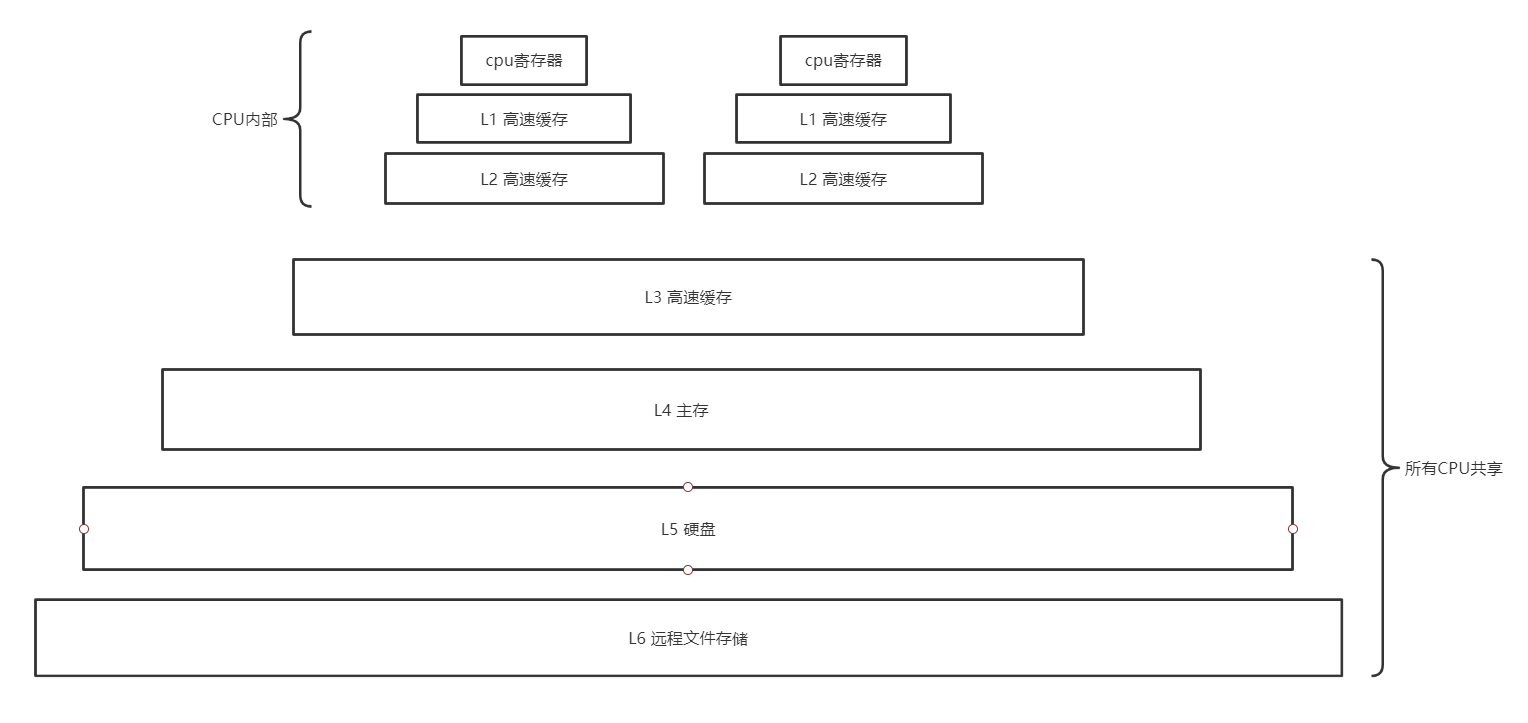 cpu寄存器
cpu寄存器
CPU内部
L1 高速缓存
L1 高速缓存
L2 高速缓存
L2 高速缓存
L3 高速缓存
L4 主存
所有CPU共享
L5 硬盘
L6 远程文件存储